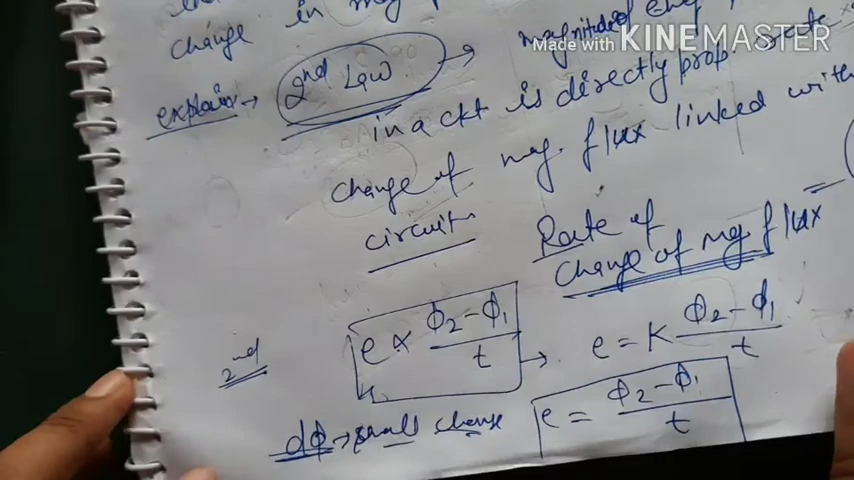 change in mag
explain → 2nd Law → magnitude of emf
Made with KINEMASTER
in a ckt is directly prop rate
change of mag. flux linked with
circuit
Rate of
change of mag flux =
2nd e ∝ ϕ₂-ϕ₁/t → e = K ϕ₂-ϕ₁/t
dϕ → small change e = ϕ₂-ϕ₁/t